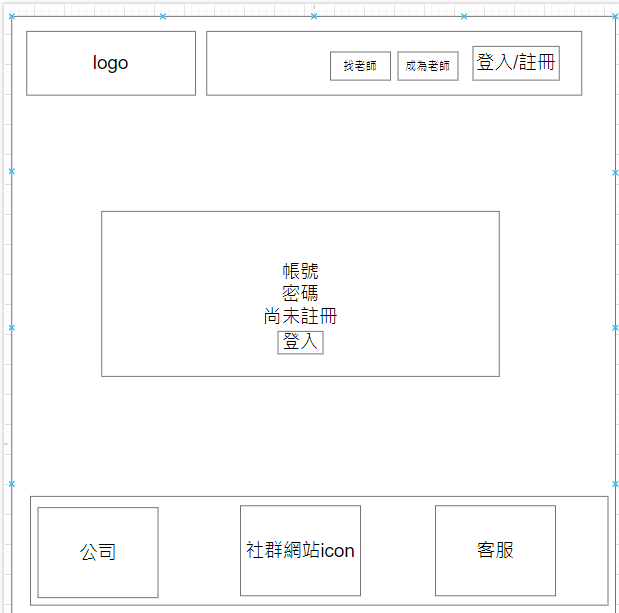 logo
找老師
成為老師
登入/註冊
帳號
密碼
尚未註冊
登入
公司
社群網站icon
客服